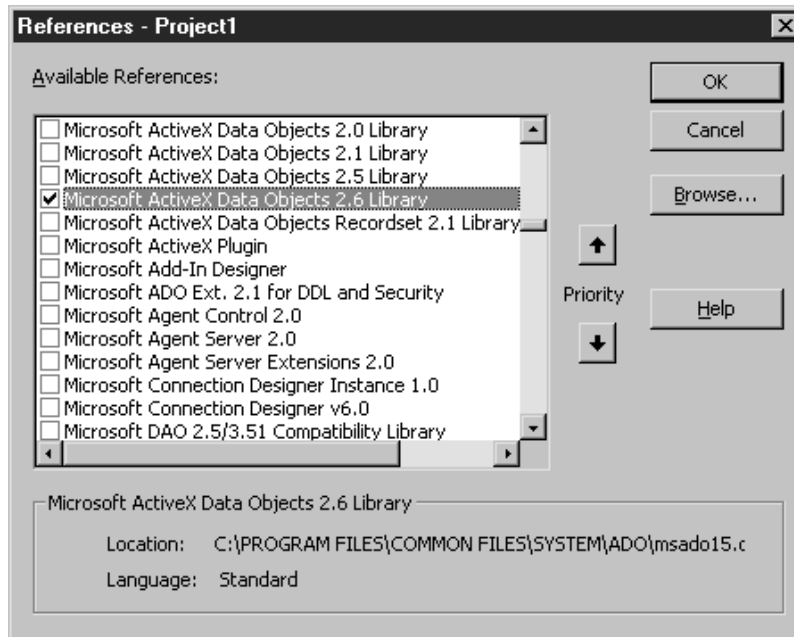 References - Project1
Available References:
Microsoft ActiveX Data Objects 2.0 Library
Microsoft ActiveX Data Objects 2.1 Library
Microsoft ActiveX Data Objects 2.5 Library
Microsoft ActiveX Data Objects 2.6 Library
Microsoft ActiveX Data Objects Recordset 2.1 Library
Microsoft ActiveX Plugin
Microsoft Add-In Designer
Microsoft ADO Ext. 2.1 for DDL and Security
Microsoft Agent Control 2.0
Microsoft Agent Server 2.0
Microsoft Agent Server Extensions 2.0
Microsoft Connection Designer Instance 1.0
Microsoft Connection Designer v6.0
Microsoft DAO 2.5/3.51 Compatibility Library
Priority
OK
Cancel
Browse...
Help
Microsoft ActiveX Data Objects 2.6 Library
Location: C:\PROGRAM FILES\COMMON FILES\SYSTEM\ADO\msado15.c
Language: Standard